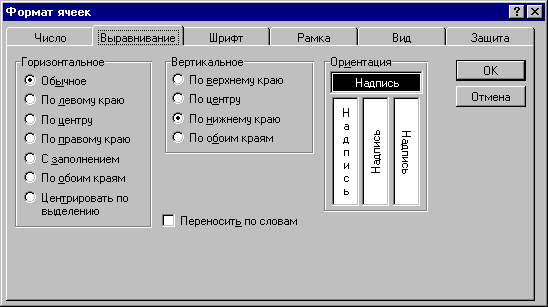 Формат ячеек
Число Выравнивание Шрифт Рамка Вид Защита
Горизонтальное
Обычное
По левому краю
По центру
По правому краю
С заполнением
По обоим краям
Центрировать по
выделению
Вертикальное
По верхнему краю
По центру
По нижнему краю
По обоим краям
Переносить по словам
Ориентация
Надпись
Надпись
Надпись
Надпись
OK
Отмена